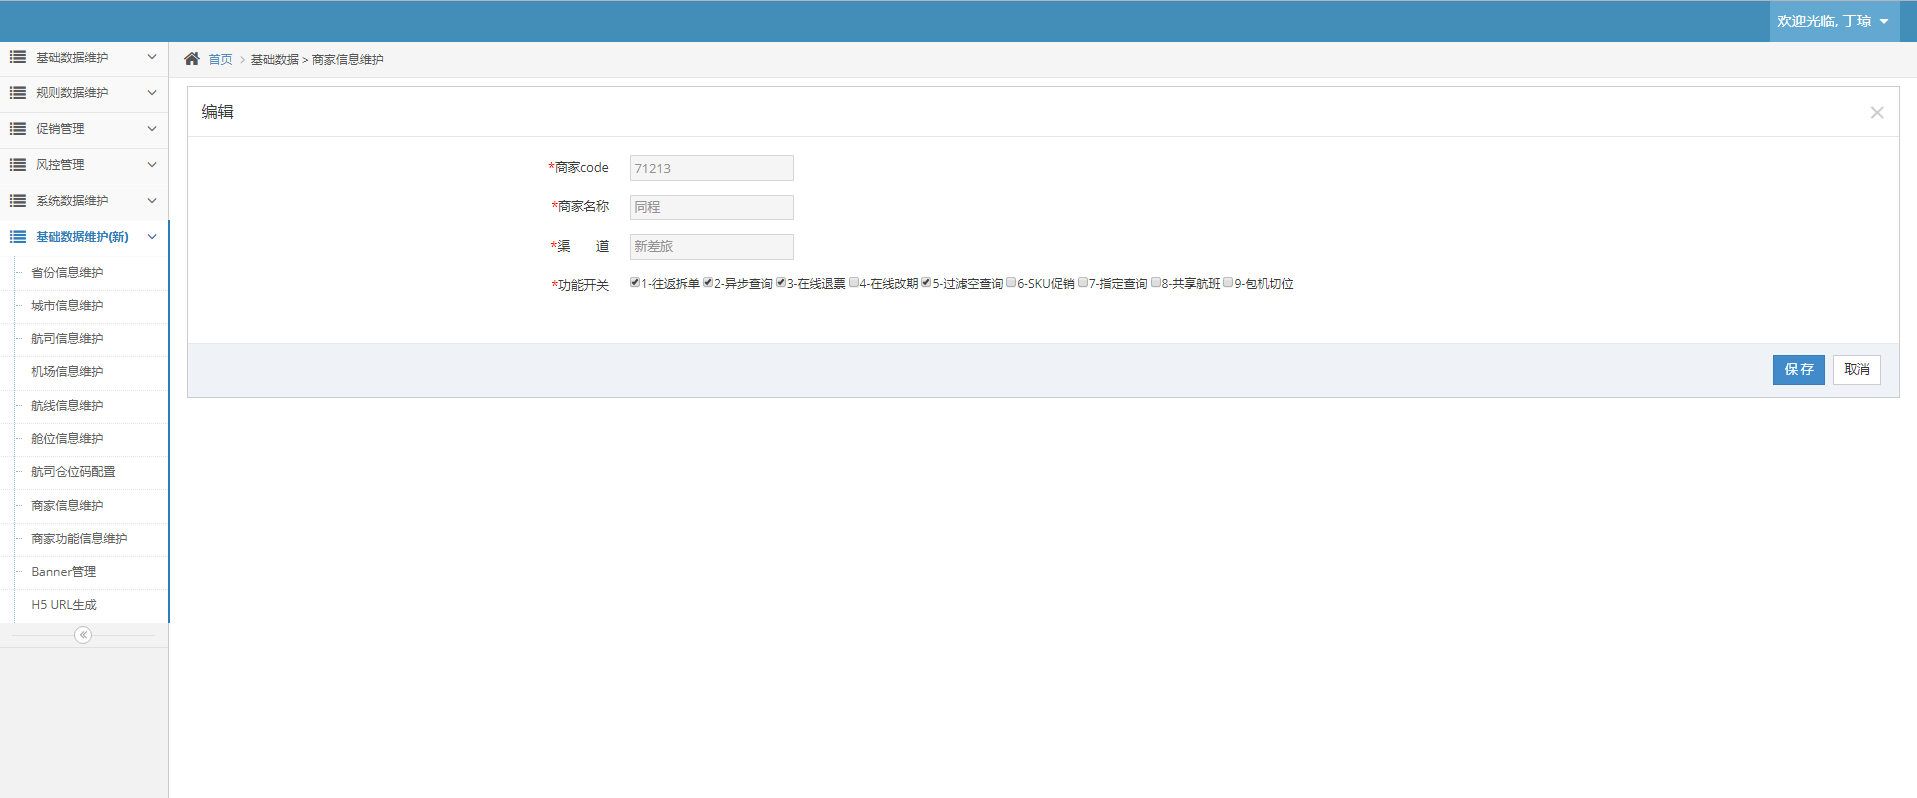 欢迎光临, 丁琼
首页 > 基础数据 > 商家信息维护
基础数据维护
规则数据维护
促销管理
风控管理
系统数据维护
基础数据维护(新)
省份信息维护
城市信息维护
航司信息维护
机场信息维护
航线信息维护
舱位信息维护
航司仓位码配置
商家信息维护
商家功能信息维护
Banner管理
H5 URL生成
编辑
*商家code 71213
*商家名称 同程
*渠 道 新差旅
*功能开关 1-往返拆单 2-异步查询 3-在线退票 4-在线改期 5-过滤空查询 6-SKU促销 7-指定查询 8-共享航班 9-包机切位
保存 取消